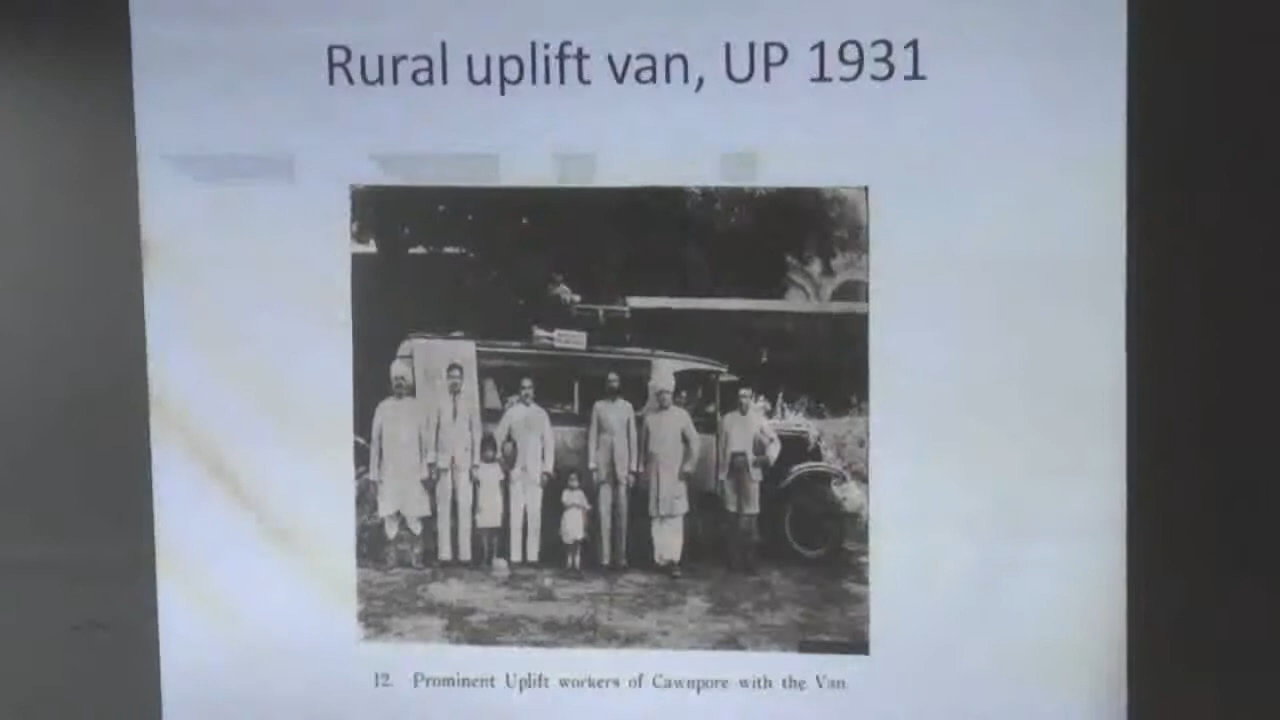 Rural uplift van, UP 1931
12. Prominent Uplift workers of Cawnpore with the Van